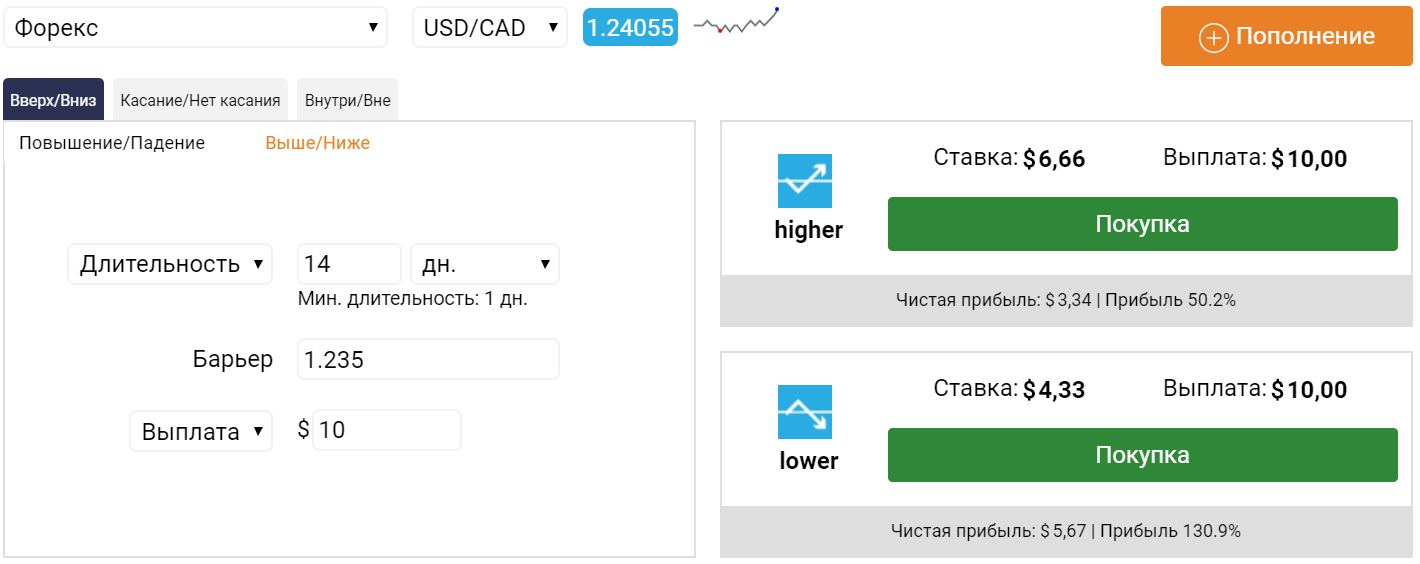 Форекс
USD/CAD
1.24055
Пополнение
Вверх/Вниз
Касание/Нет касания
Внутри/Вне
Повышение/Падение
Выше/Ниже
Длительность
14
дн.
Мин. длительность: 1 дн.
Барьер
1.235
Выплата
$
10
higher
Ставка: $ 6,66
Выплата: $ 10,00
Покупка
Чистая прибыль: $ 3,34 | Прибыль 50.2%
lower
Ставка: $ 4,33
Выплата: $ 10,00
Покупка
Чистая прибыль: $ 5,67 | Прибыль 130.9%